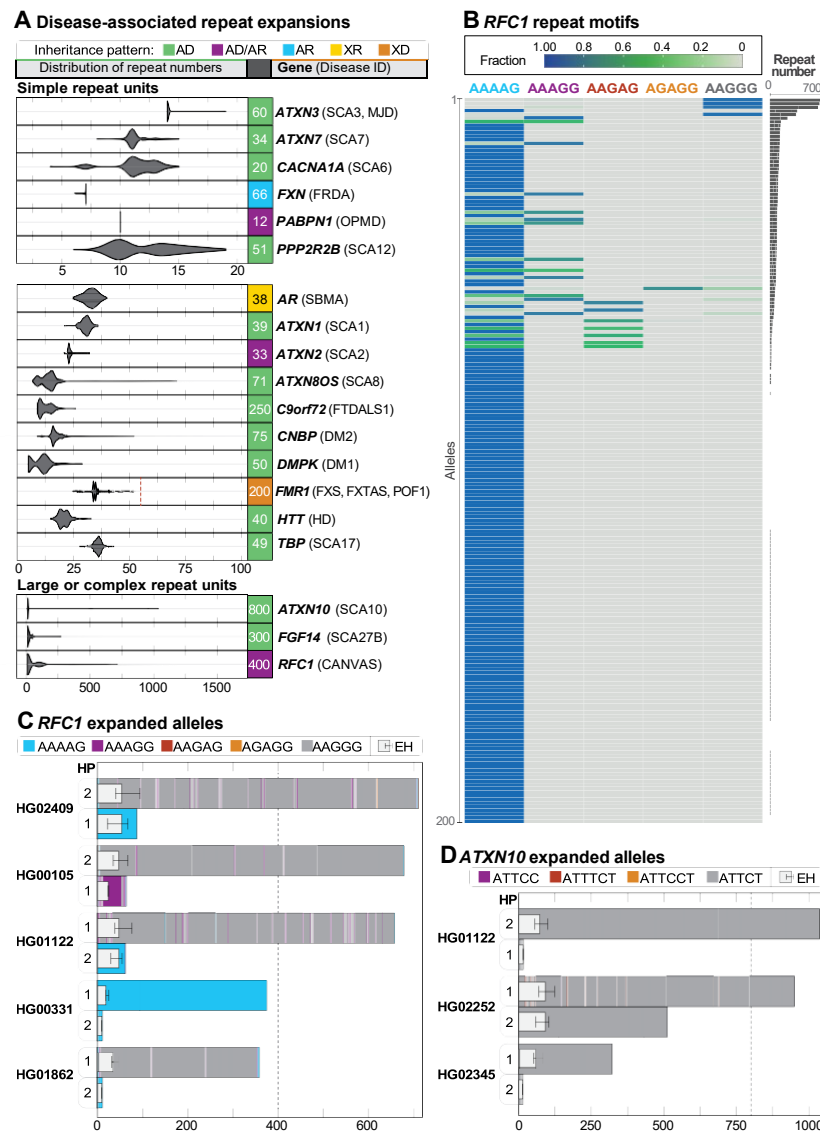 A Disease-associated repeat expansions
Inheritance pattern: AD AD/AR AR XR XD
Distribution of repeat numbers Gene (Disease ID)
Simple repeat units
60 ATXN3 (SCA3, MJD)
34 ATXN7 (SCA7)
20 CACNA1A (SCA6)
66 FXN (FRDA)
12 PABPN1 (OPMD)
51 PPP2R2B (SCA12)
5 10 15 20
38 AR (SBMA)
39 ATXN1 (SCA1)
33 ATXN2 (SCA2)
71 ATXN8OS (SCA8)
250 C9orf72 (FTDALS1)
75 CNBP (DM2)
50 DMPK (DM1)
200 FMR1 (FXS, FXTAS, POF1)
40 HTT (HD)
49 TBP (SCA17)
0 25 50 75 100
Large or complex repeat units
800 ATXN10 (SCA10)
300 FGF14 (SCA27B)
400 RFC1 (CANVAS)
0 500 1000 1500
B RFC1 repeat motifs
Fraction 1.00 0.8 0.6 0.4 0.2 0
Repeat number
0 700
AAAAG AAAGG AAGAG AGAGG AAGGG
1
Alleles
200
C RFC1 expanded alleles
AAAAG AAAGG AAGAG AGAGG AAGGG EH
HP
HG02409 2 1
HG00105 2 1
HG01122 1 2
HG00331 1 2
HG01862 1 2
0 200 400 600
D ATXN10 expanded alleles
ATTCC ATTTCT ATTCCT ATTCT EH
HP
HG01122 2 1
HG02252 1 2
HG02345 1 2
0 250 500 750 1000